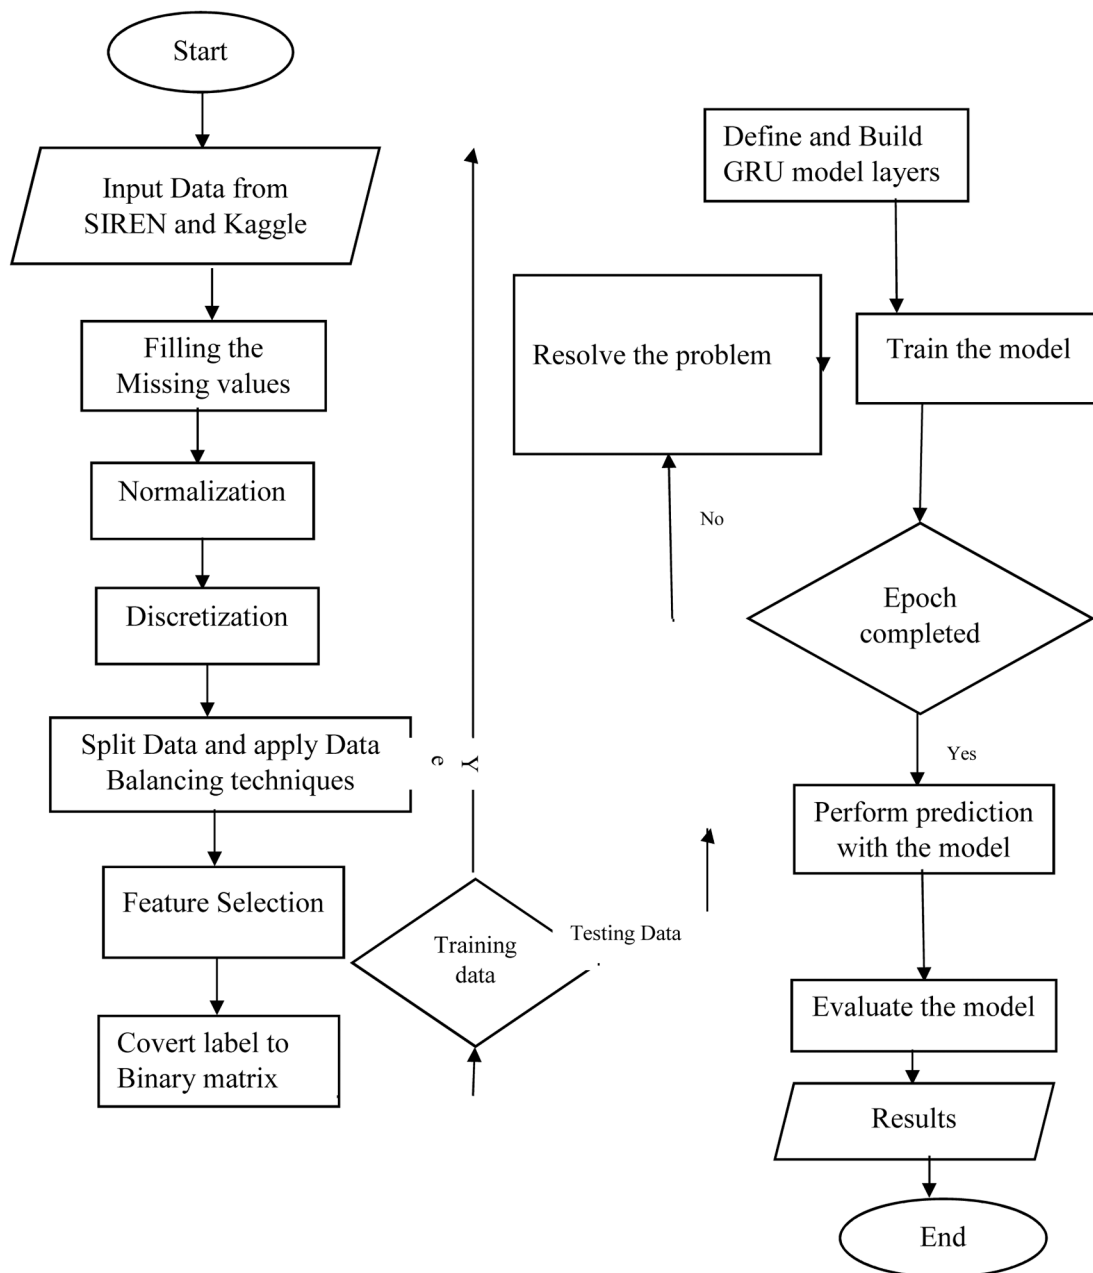 Start
Input Data from
SIREN and Kaggle
Filling the
Missing values
Normalization
Discretization
Split Data and apply Data
Balancing techniques
Feature Selection
Covert label to
Binary matrix
Training
data
Y
e
Testing Data
Define and Build
GRU model layers
Resolve the problem
Train the model
No
Epoch
completed
Yes
Perform prediction
with the model
Evaluate the model
Results
End